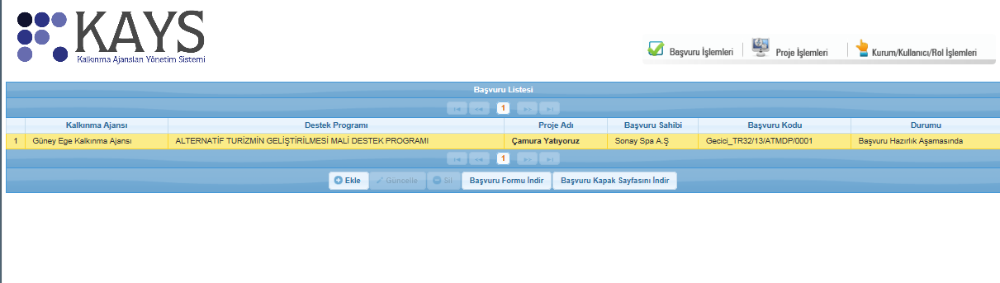 KAYS
Kalkınma Ajansları Yönetim Sistemi
Başvuru İşlemleri Proje İşlemleri Kurum/Kullanıcı/Rol İşlemleri
Başvuru Listesi
1
Kalkınma Ajansı Destek Programı Proje Adı Başvuru Sahibi Başvuru Kodu Durumu
1 Güney Ege Kalkınma Ajansı ALTERNATİF TURİZMİN GELİŞTİRİLMESİ MALİ DESTEK PROGRAMI Çamura Yatıyoruz Sonay Spa A.Ş Gecici_TR32/13/ATMDP/0001 Başvuru Hazırlık Aşamasında
1
Ekle Güncelle Sil Başvuru Formu İndir Başvuru Kapak Sayfasını İndir